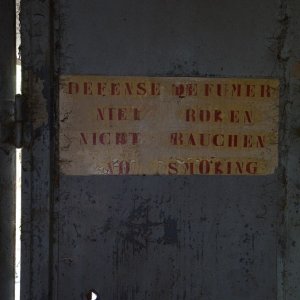 DEFENSE DE FUMER
NIET ROKEN
NICHT RAUCHEN
NO SMOKING